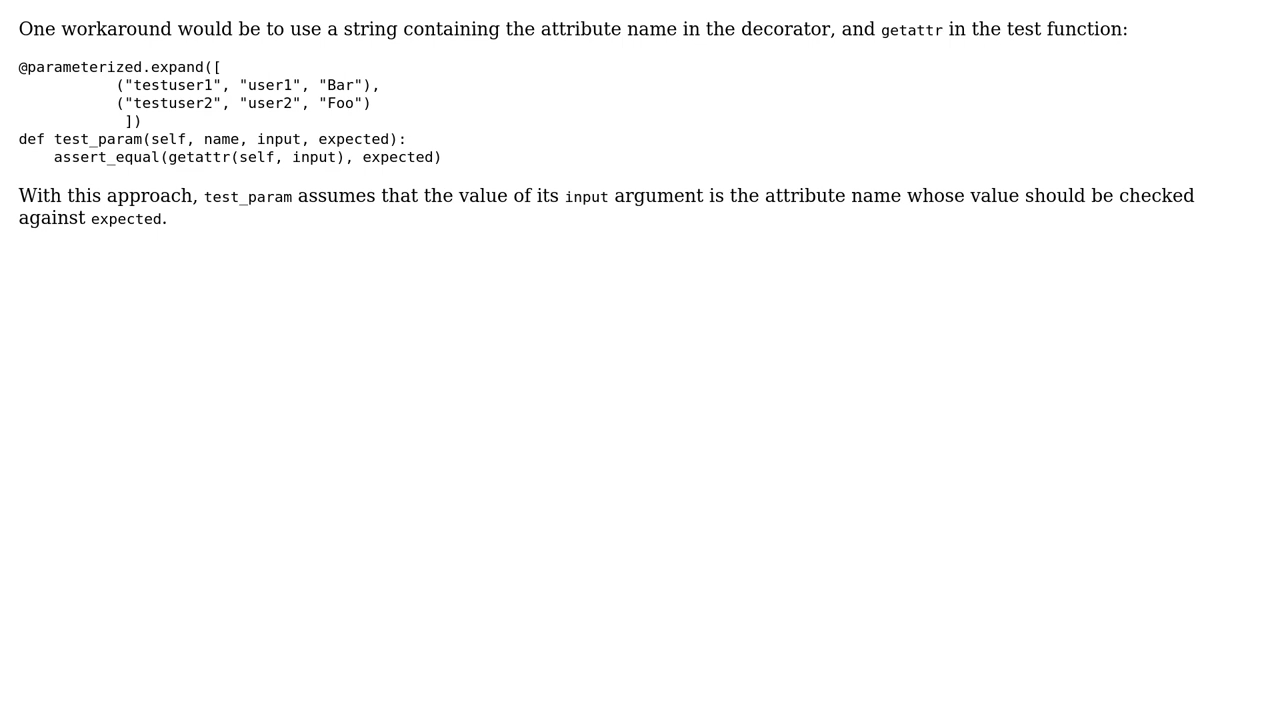 One workaround would be to use a string containing the attribute name in the decorator, and getattr in the test function:
@parameterized.expand([
           ("testuser1", "user1", "Bar"),
           ("testuser2", "user2", "Foo")
            ])
def test_param(self, name, input, expected):
    assert_equal(getattr(self, input), expected)
With this approach, test_param assumes that the value of its input argument is the attribute name whose value should be checked
against expected.